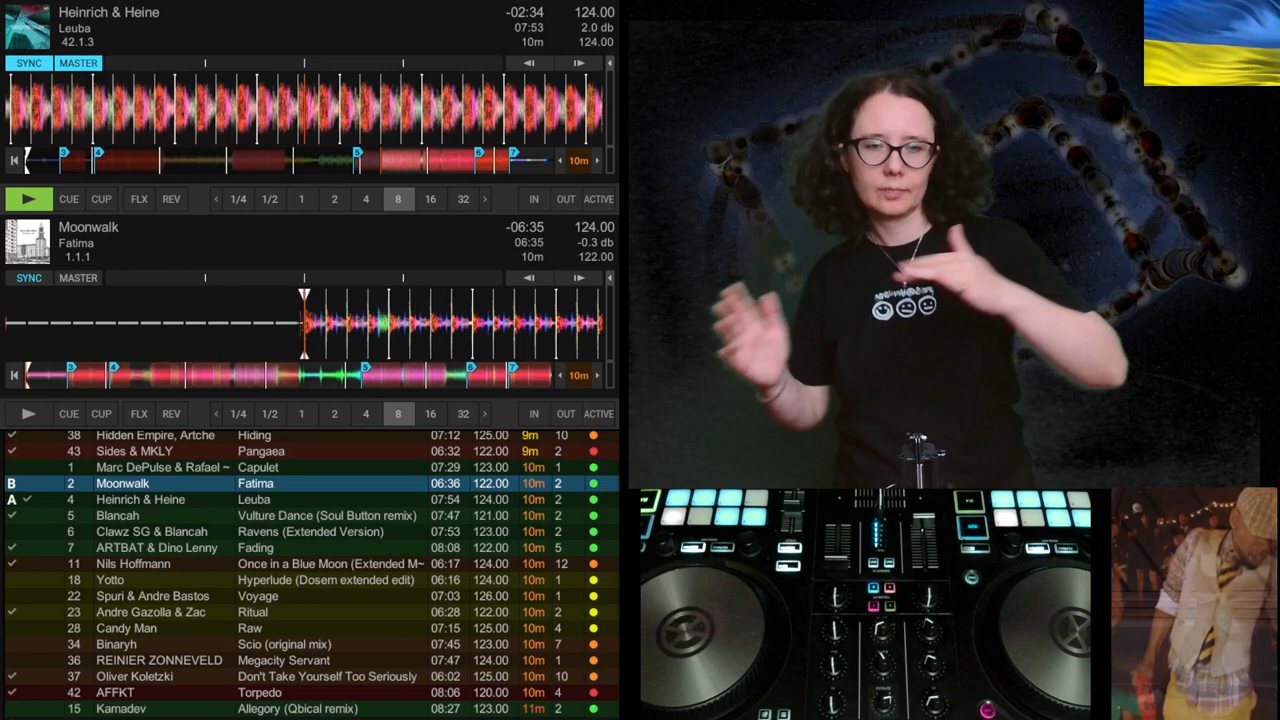 Heinrich & Heine -02:34 124.00
Leuba 07:53 2.0 db
42.1.3 10m 124.00
SYNC MASTER
3 4 5 6 7 10m
CUE CUP FLX REV < 1/4 1/2 1 2 4 8 16 32 > IN OUT ACTIVE
Moonwalk -06:35 124.00
Fatima 06:35 -0.3 db
1.1.1 10m 122.00
SYNC MASTER
3 4 5 6 7 10m
CUE CUP FLX REV < 1/4 1/2 1 2 4 8 16 32 > IN OUT ACTIVE
38 Hidden Empire, Artche Hiding 07:12 125.00 9m 10
43 Sides & MKLY Pangaea 06:32 122.00 9m 2
1 Marc DePulse & Rafael ~ Capulet 07:29 123.00 10m 1
B 2 Moonwalk Fatima 06:36 122.00 10m 2
A 4 Heinrich & Heine Leuba 07:54 124.00 10m 2
5 Blancah Vulture Dance (Soul Button remix) 07:47 121.00 10m 2
6 Clawz SG & Blancah Ravens (Extended Version) 07:53 123.00 10m 2
7 ARTBAT & Dino Lenny Fading 08:08 122.00 10m 5
11 Nils Hoffmann Once in a Blue Moon (Extended M~ 06:17 124.00 10m 12
18 Yotto Hyperlude (Dosem extended edit) 06:16 124.00 10m 1
22 Spuri & Andre Bastos Voyage 07:03 126.00 10m 1
23 Andre Gazolla & Zac Ritual 06:28 122.00 10m 2
28 Candy Man Raw 07:15 125.00 10m 4
34 Binaryh Scio (original mix) 07:45 123.00 10m 7
36 REINIER ZONNEVELD Megacity Servant 07:47 124.00 10m 1
37 Oliver Koletzki Don't Take Yourself Too Seriously 06:02 125.00 10m 10
42 AFFKT Torpedo 08:06 120.00 10m 4
15 Kamadev Allegory (Qbical remix) 08:27 123.00 11m 2